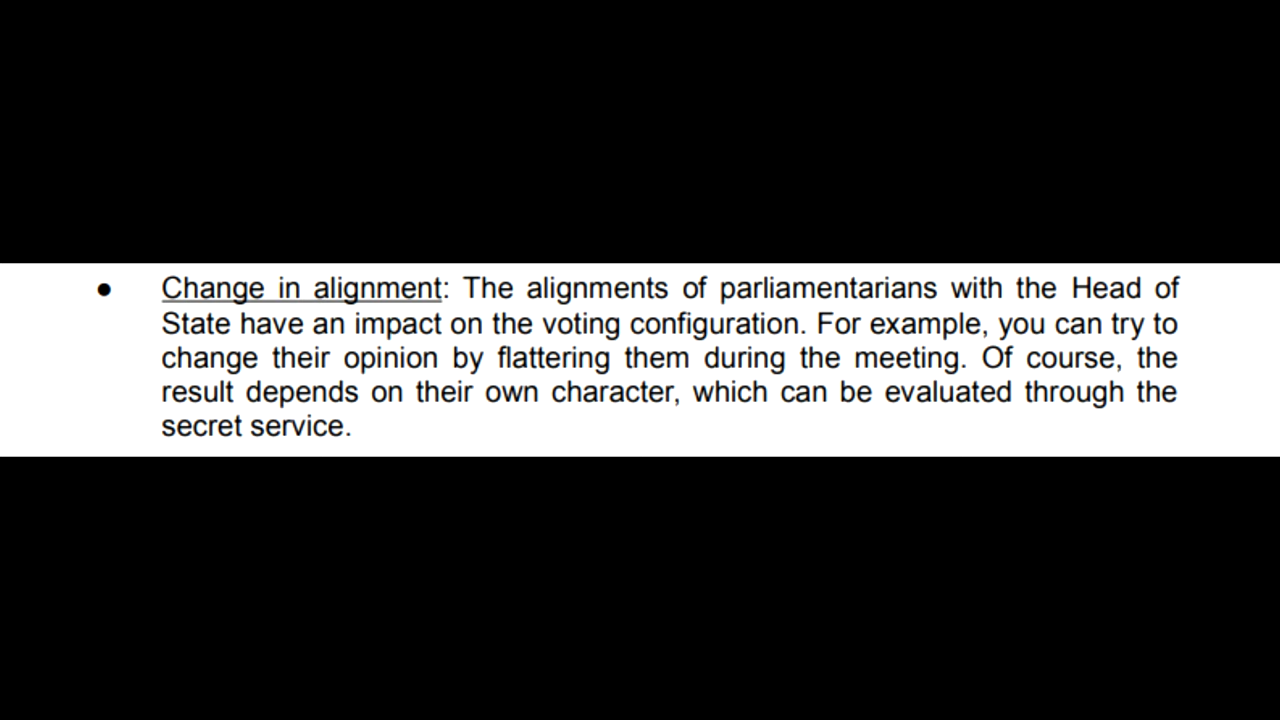 ● Change in alignment: The alignments of parliamentarians with the Head of
State have an impact on the voting configuration. For example, you can try to
change their opinion by flattering them during the meeting. Of course, the
result depends on their own character, which can be evaluated through the
secret service.